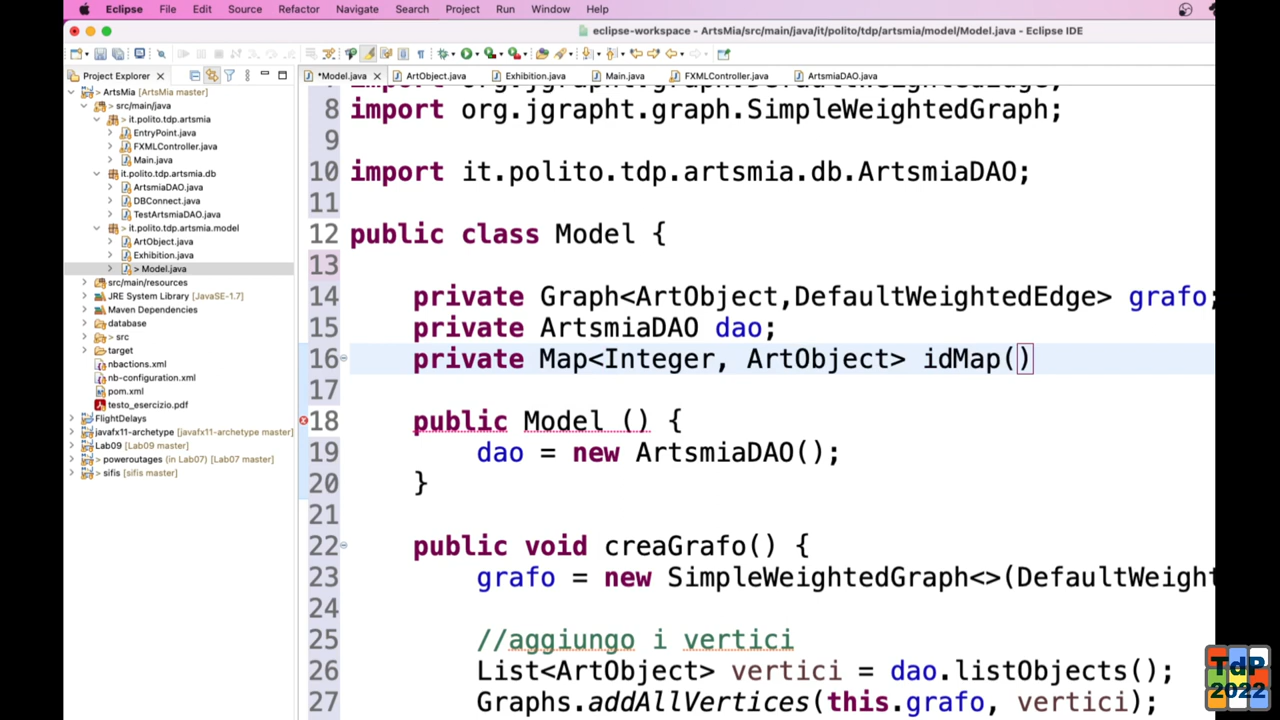 Eclipse File Edit Source Refactor Navigate Search Project Run Window Help
eclipse-workspace - ArtsMia/src/main/java/it/polito/tdp/artsmia/model/Model.java - Eclipse IDE
Project Explorer
*Model.java ArtObject.java Exhibition.java Main.java FXMLController.java ArtsmiaDAO.java
> ArtsMia [ArtsMia master]
> src/main/java
it.polito.tdp.artsmia
EntryPoint.java
FXMLController.java
Main.java
it.polito.tdp.artsmia.db
ArtsmiaDAO.java
DBConnect.java
TestArtsmiaDAO.java
> it.polito.tdp.artsmia.model
ArtObject.java
Exhibition.java
> Model.java
src/main/resources
JRE System Library [JavaSE-1.7]
Maven Dependencies
database
> src
target
nbactions.xml
nb-configuration.xml
pom.xml
testo_esercizio.pdf
FlightDelays
javafx11-archetype [javafx11-archetype master]
Lab09 [Lab09 master]
> poweroutages (in Lab07) [Lab07 master]
> sifis [sifis master]
7 import org.jgrapht.graph.DefaultWeightedEdge;
8 import org.jgrapht.graph.SimpleWeightedGraph;
9
10 import it.polito.tdp.artsmia.db.ArtsmiaDAO;
11
12 public class Model {
13
14 private Graph<ArtObject,DefaultWeightedEdge> grafo;
15 private ArtsmiaDAO dao;
16 private Map<Integer, ArtObject> idMap()
17
18 public Model () {
19 dao = new ArtsmiaDAO();
20 }
21
22 public void creaGrafo() {
23 grafo = new SimpleWeightedGraph<>(DefaultWeight
24
25 //aggiungo i vertici
26 List<ArtObject> vertici = dao.listObjects();
27 Graphs.addAllVertices(this.grafo, vertici);
TdP
2022